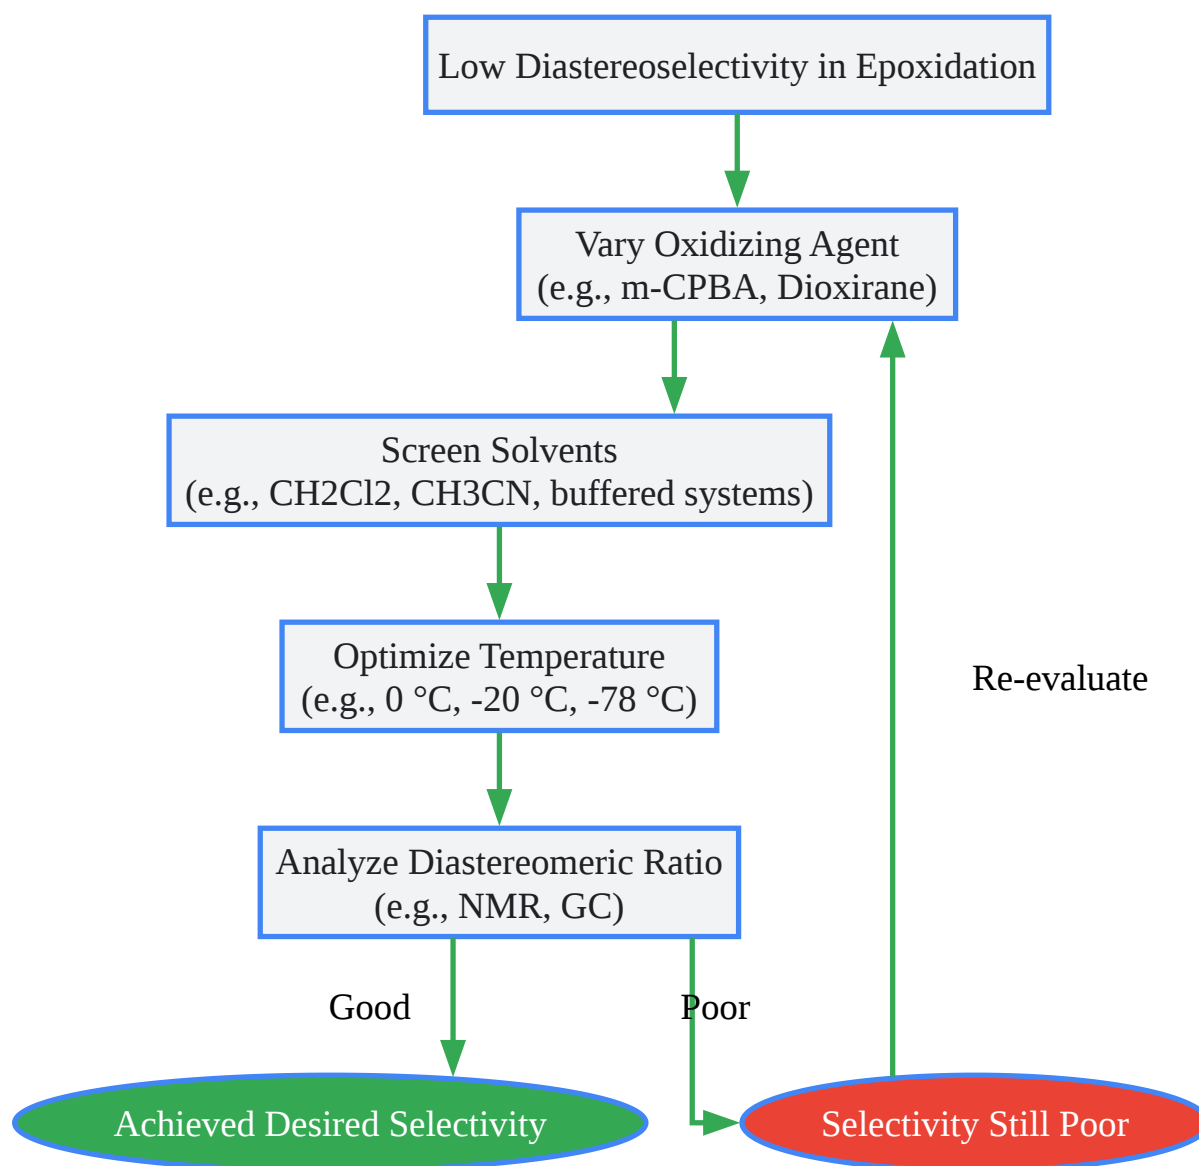 Low Diastereoselectivity in Epoxidation
Vary Oxidizing Agent
(e.g., m-CPBA, Dioxirane)
Screen Solvents
(e.g., CH2Cl2, CH3CN, buffered systems)
Optimize Temperature
(e.g., 0 °C, -20 °C, -78 °C)
Re-evaluate
Analyze Diastereomeric Ratio
(e.g., NMR, GC)
Good
Poor
Achieved Desired Selectivity
Selectivity Still Poor